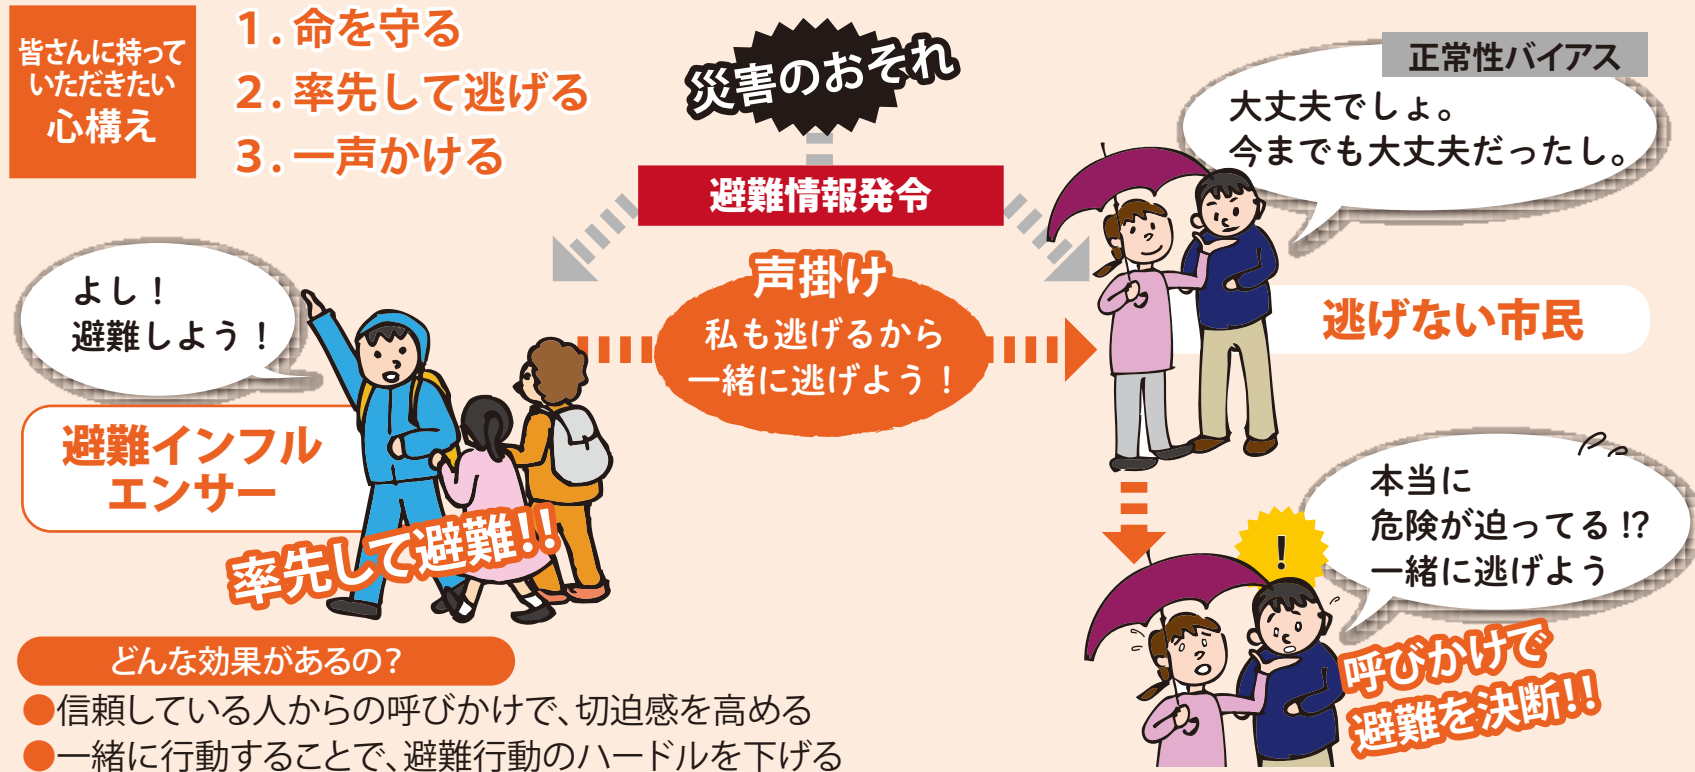 皆さんに持って
いただきたい
心構え
1. 命を守る
2. 率先して逃げる
3. 一声かける
災害のおそれ
避難情報発令
正常性バイアス
大丈夫でしょ。
今までも大丈夫だったし。
逃げない市民
よし！
避難しよう！
避難インフル
エンサー
率先して避難!!
声掛け
私も逃げるから
一緒に逃げよう！
本当に
危険が迫ってる!?
一緒に逃げよう
!
呼びかけで
避難を決断!!
どんな効果があるの？
●信頼している人からの呼びかけで、切迫感を高める
●一緒に行動することで、避難行動のハードルを下げる